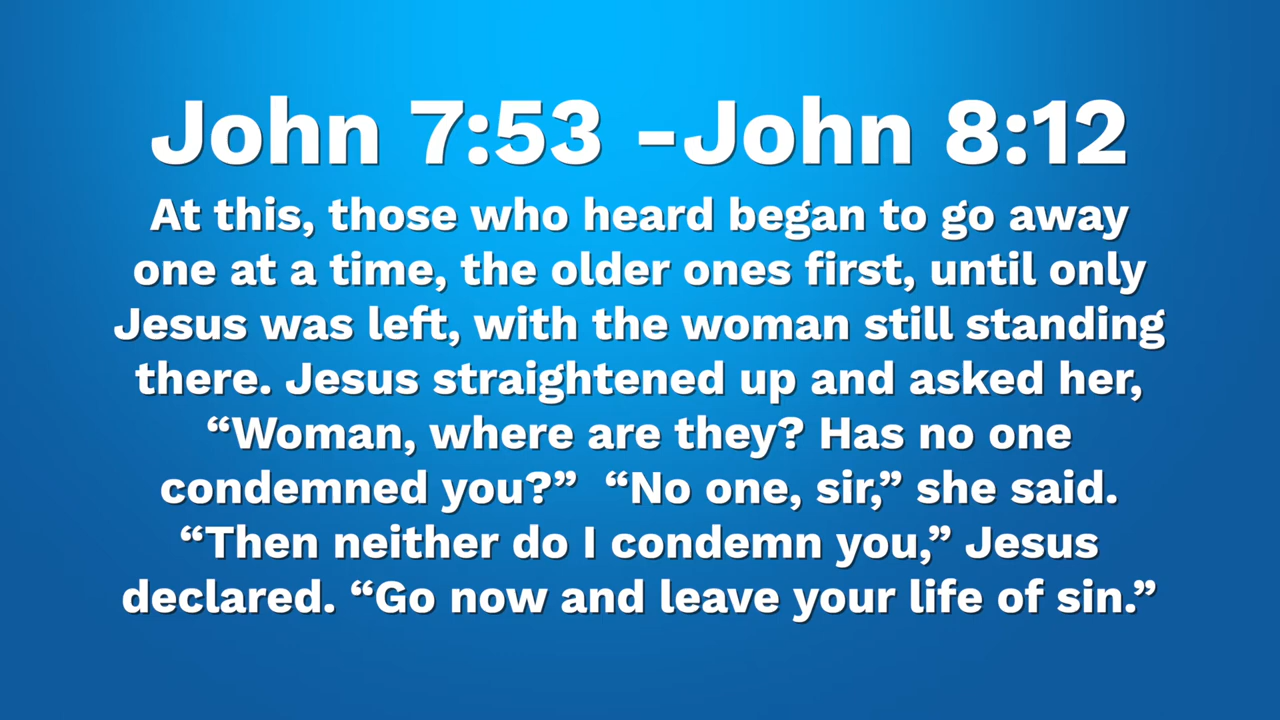 John 7:53 -John 8:12
At this, those who heard began to go away
one at a time, the older ones first, until only
Jesus was left, with the woman still standing
there. Jesus straightened up and asked her,
“Woman, where are they? Has no one
condemned you?”  “No one, sir,” she said.
“Then neither do I condemn you,” Jesus
declared. “Go now and leave your life of sin.”